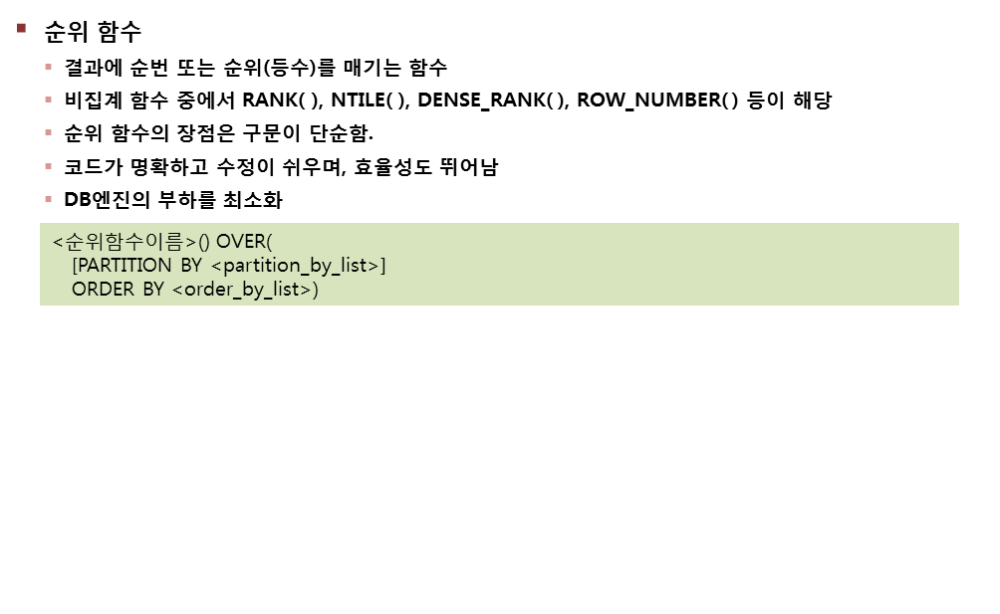 순위 함수
결과에 순번 또는 순위(등수)를 매기는 함수
비집계 함수 중에서 RANK( ), NTILE( ), DENSE_RANK( ), ROW_NUMBER( ) 등이 해당
순위 함수의 장점은 구문이 단순함.
코드가 명확하고 수정이 쉬우며, 효율성도 뛰어남
DB엔진의 부하를 최소화
<순위함수이름>() OVER(
[PARTITION BY <partition_by_list>]
ORDER BY <order_by_list>)